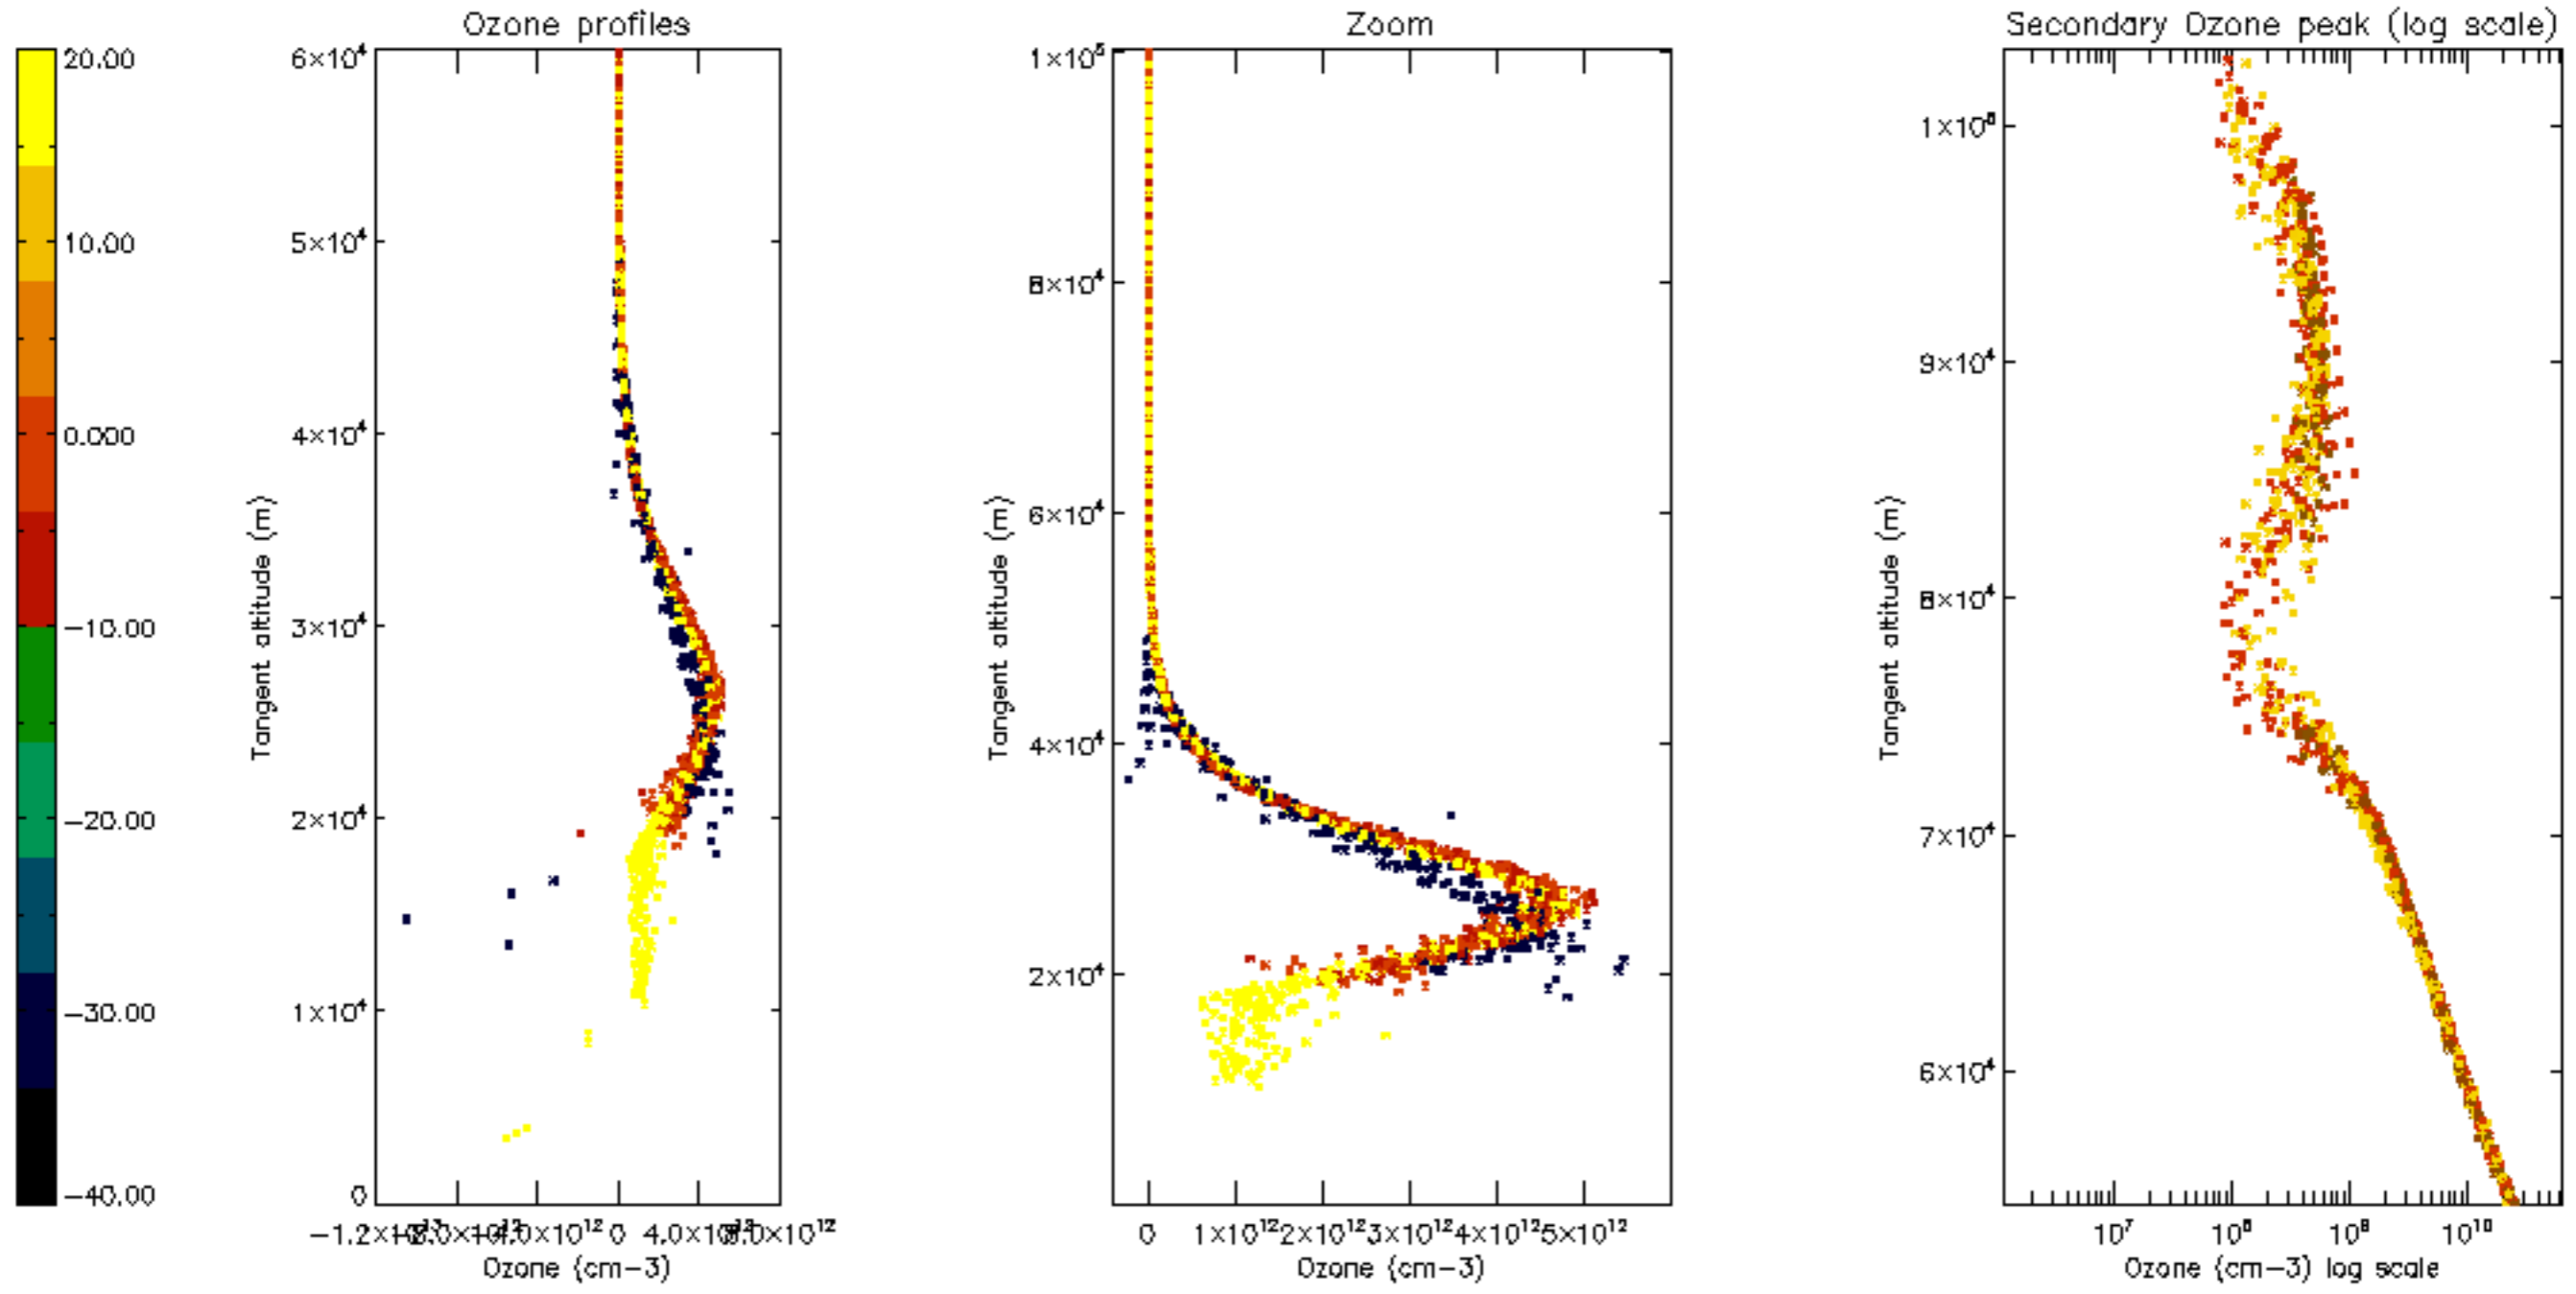 Ozone profiles
Zoom
Secondary Ozone peak (log scale)
20.00
10.00
0.000
−10.00
−20.00
−30.00
−40.00
6×10⁴
5×10⁴
4×10⁴
3×10⁴
2×10⁴
1×10⁴
0
Tangent altitude (m)
0
4.0×10¹²
Ozone (cm−3)
1×10⁵
8×10⁴
6×10⁴
4×10⁴
2×10⁴
Tangent altitude (m)
0 1×10¹² 2×10¹² 3×10¹² 4×10¹² 5×10¹²
Ozone (cm−3)
1×10⁵
9×10⁴
8×10⁴
7×10⁴
6×10⁴
Tangent altitude (m)
10⁷ 10⁸ 10⁹ 10¹⁰
Ozone (cm−3) log scale